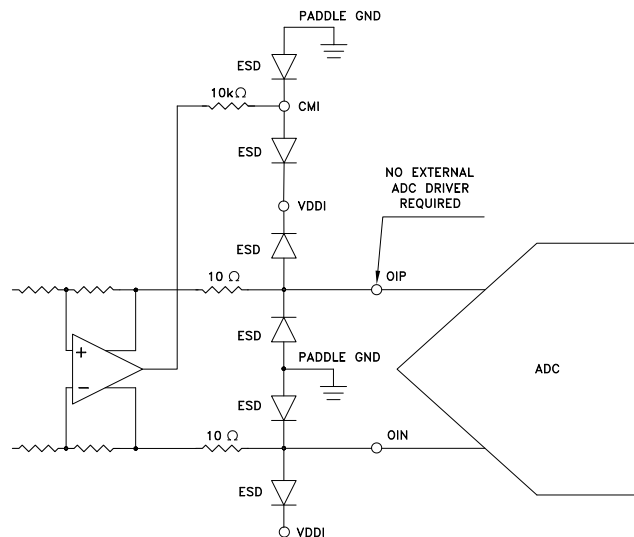 PADDLE GND
ESD
10kΩ
CMI
ESD
NO EXTERNAL
ADC DRIVER
REQUIRED
VDDI
ESD
10 Ω
OIP
ESD
+
PADDLE GND
ADC
−
ESD
10 Ω
OIN
ESD
VDDI